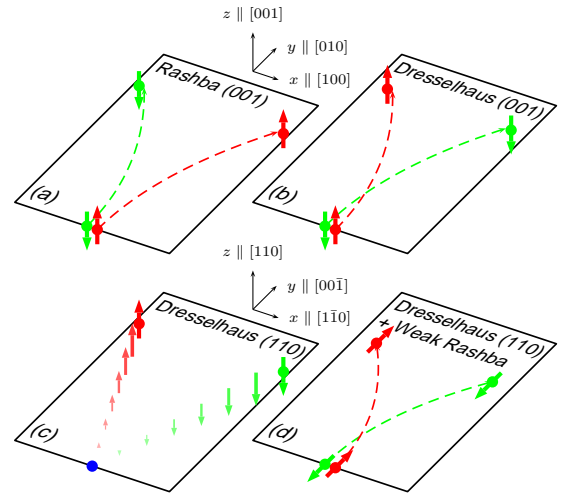 z ∥ [001]
y ∥ [010]
x ∥ [100]
Rashba (001)
(a)
Dresselhaus (001)
(b)
z ∥ [110]
y ∥ [001̄]
x ∥ [11̄0]
Dresselhaus (110)
(c)
Dresselhaus (110)
+ Weak Rashba
(d)